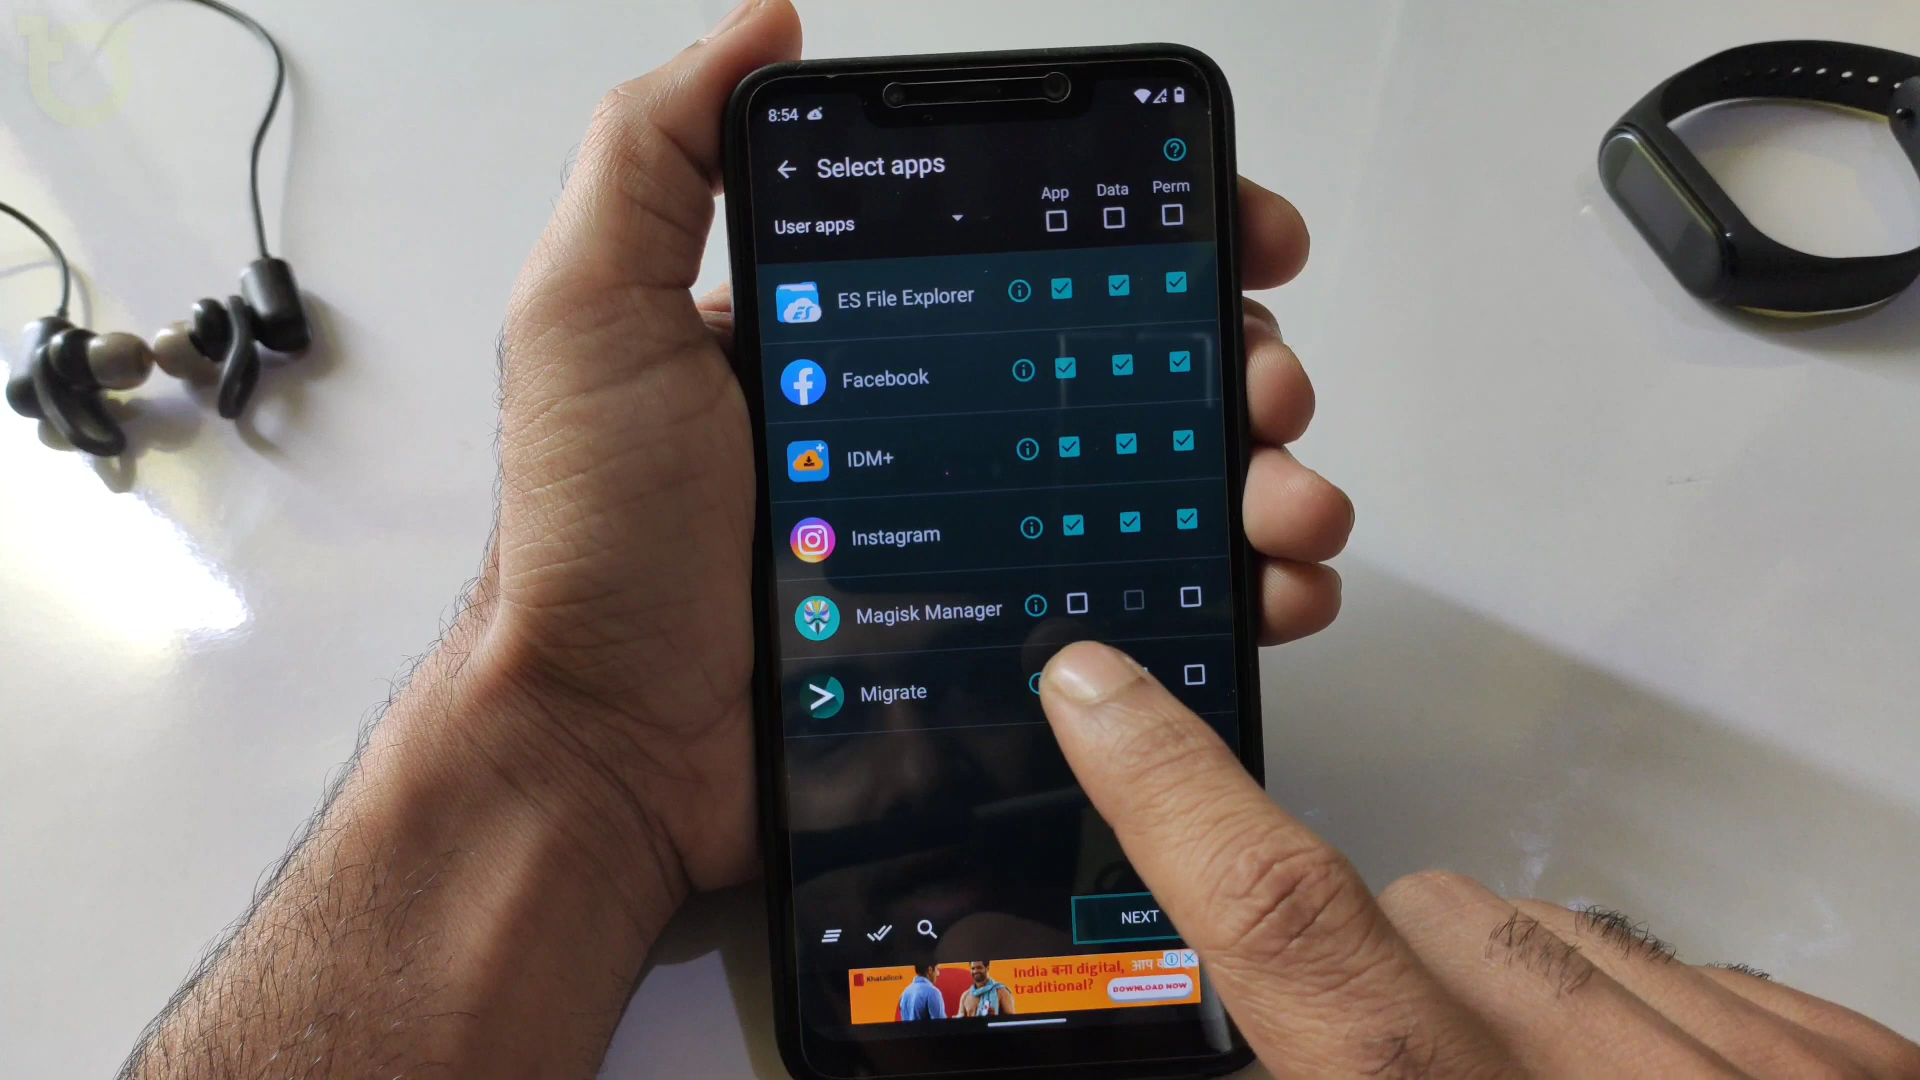 8:54
Select apps
App Data Perm
User apps
ES File Explorer
Facebook
IDM+
Instagram
Magisk Manager
Migrate
NEXT
KhataBook
India बना digital, आप
traditional?
DOWNLOAD NOW